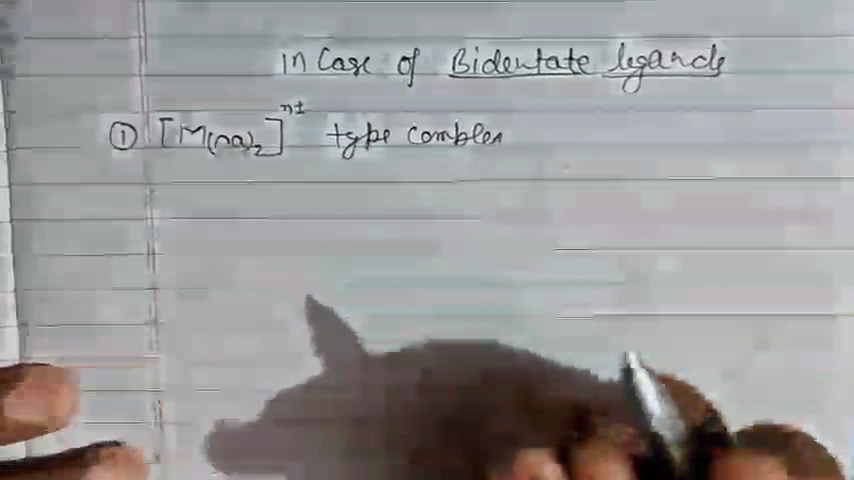 in Case of Bidentate ligands
① [M(AA)₂]ⁿ± type complex